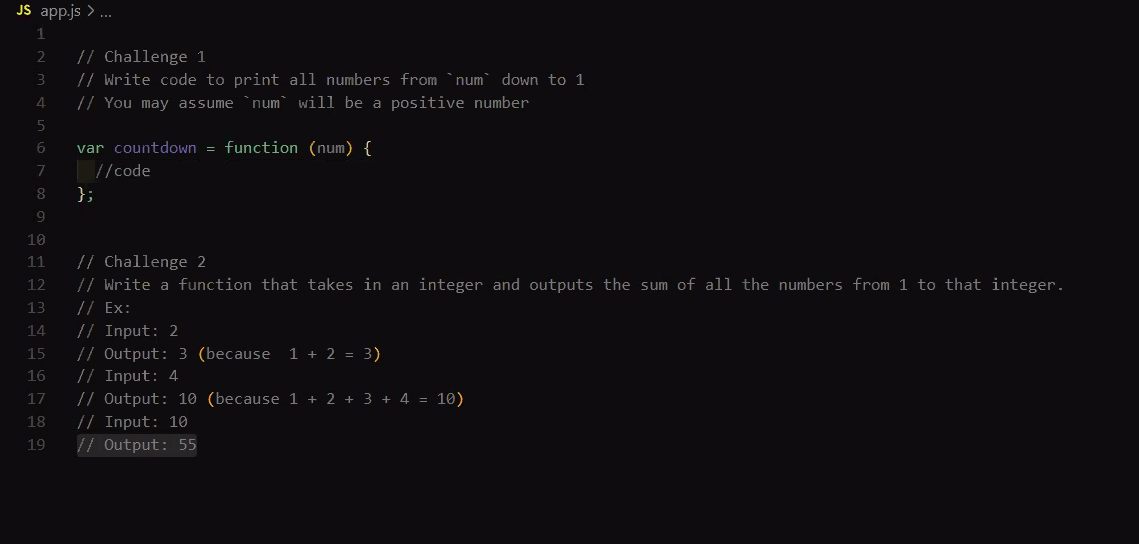 JS app.js > ...
1
2 // Challenge 1
3 // Write code to print all numbers from `num` down to 1
4 // You may assume `num` will be a positive number
5
6 var countdown = function (num) {
7 //code
8 };
9
10
11 // Challenge 2
12 // Write a function that takes in an integer and outputs the sum of all the numbers from 1 to that integer.
13 // Ex:
14 // Input: 2
15 // Output: 3 (because  1 + 2 = 3)
16 // Input: 4
17 // Output: 10 (because 1 + 2 + 3 + 4 = 10)
18 // Input: 10
19 // Output: 55